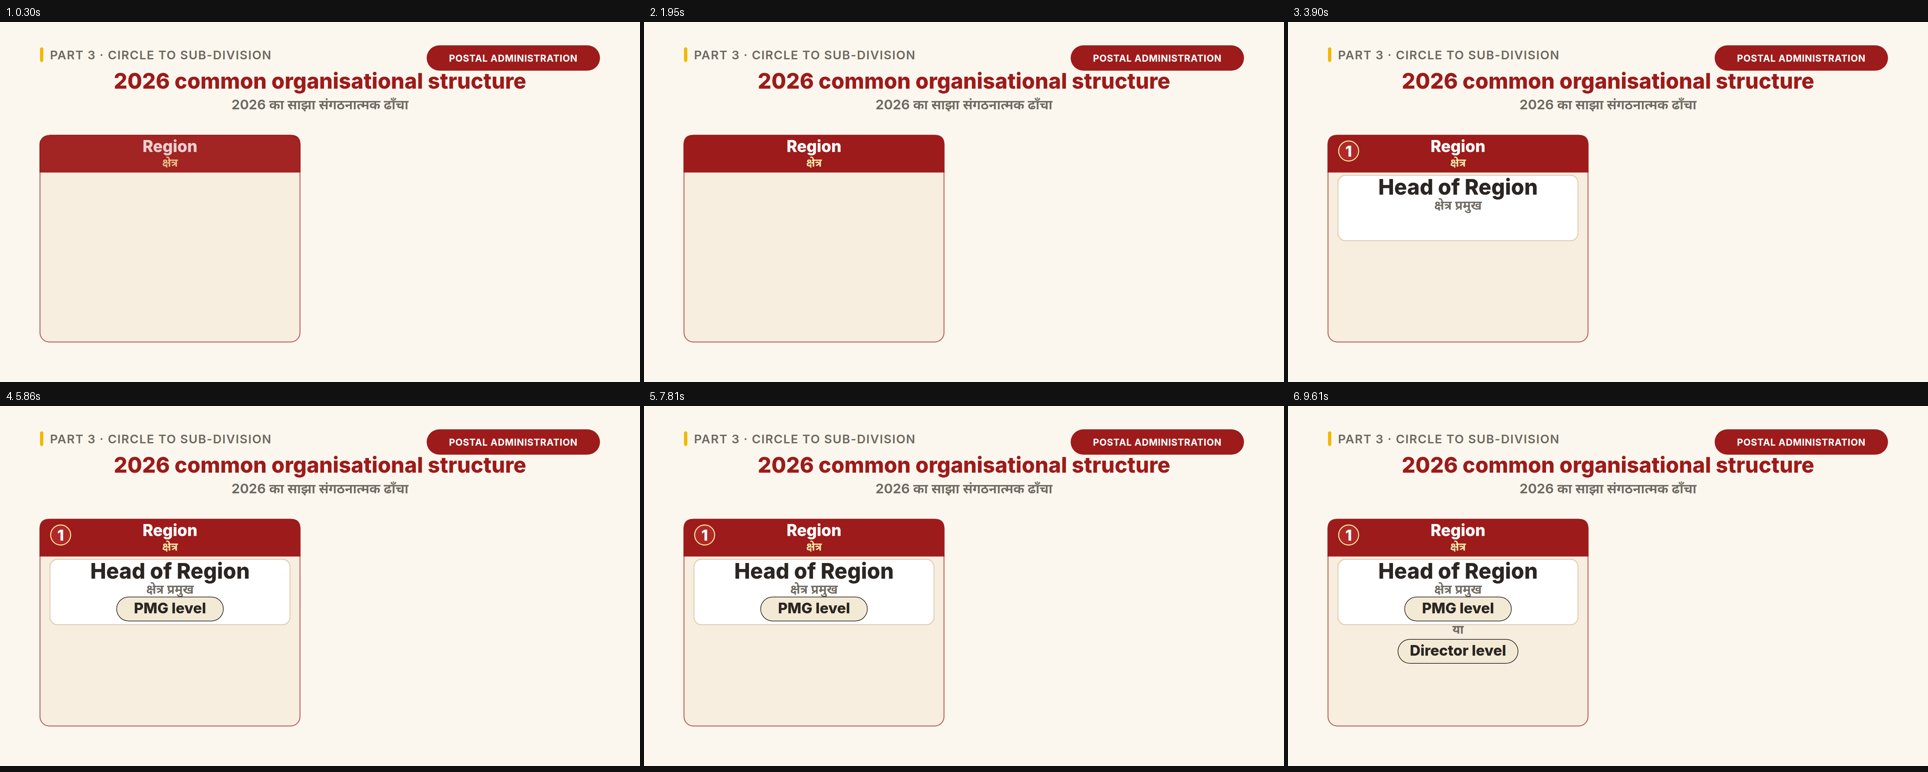 1. 0.30s
PART 3 · CIRCLE TO SUB-DIVISION
POSTAL ADMINISTRATION
2026 common organisational structure
2026 का साझा संगठनात्मक ढाँचा
Region
क्षेत्र
2. 1.95s
PART 3 · CIRCLE TO SUB-DIVISION
POSTAL ADMINISTRATION
2026 common organisational structure
2026 का साझा संगठनात्मक ढाँचा
Region
क्षेत्र
3. 3.90s
PART 3 · CIRCLE TO SUB-DIVISION
POSTAL ADMINISTRATION
2026 common organisational structure
2026 का साझा संगठनात्मक ढाँचा
1
Region
क्षेत्र
Head of Region
क्षेत्र प्रमुख
4. 5.86s
PART 3 · CIRCLE TO SUB-DIVISION
POSTAL ADMINISTRATION
2026 common organisational structure
2026 का साझा संगठनात्मक ढाँचा
1
Region
क्षेत्र
Head of Region
क्षेत्र प्रमुख
PMG level
5. 7.81s
PART 3 · CIRCLE TO SUB-DIVISION
POSTAL ADMINISTRATION
2026 common organisational structure
2026 का साझा संगठनात्मक ढाँचा
1
Region
क्षेत्र
Head of Region
क्षेत्र प्रमुख
PMG level
6. 9.61s
PART 3 · CIRCLE TO SUB-DIVISION
POSTAL ADMINISTRATION
2026 common organisational structure
2026 का साझा संगठनात्मक ढाँचा
1
Region
क्षेत्र
Head of Region
क्षेत्र प्रमुख
PMG level
या
Director level